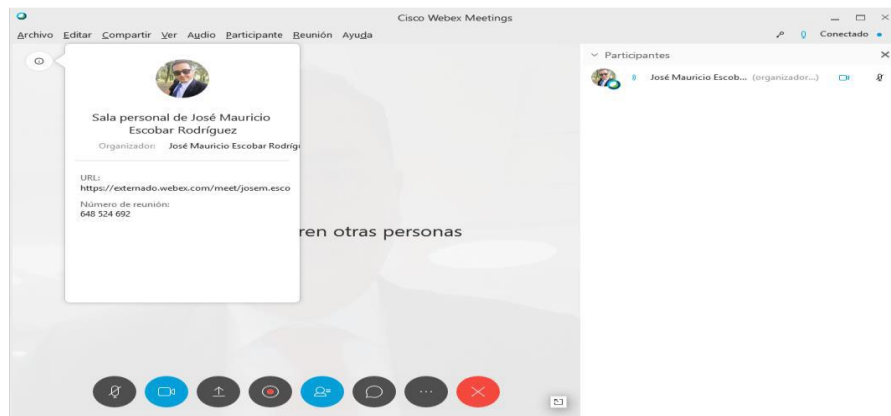 Cisco Webex Meetings
Archivo Editar Compartir Ver Audio Participante Reunión Ayuda
Conectado
Sala personal de José Mauricio
Escobar Rodríguez
Organizador: José Mauricio Escobar Rodrígu
URL:
https://externado.webex.com/meet/josem.esco
Número de reunión:
648 524 692
ren otras personas
Participantes
José Mauricio Escob... (organizador...)